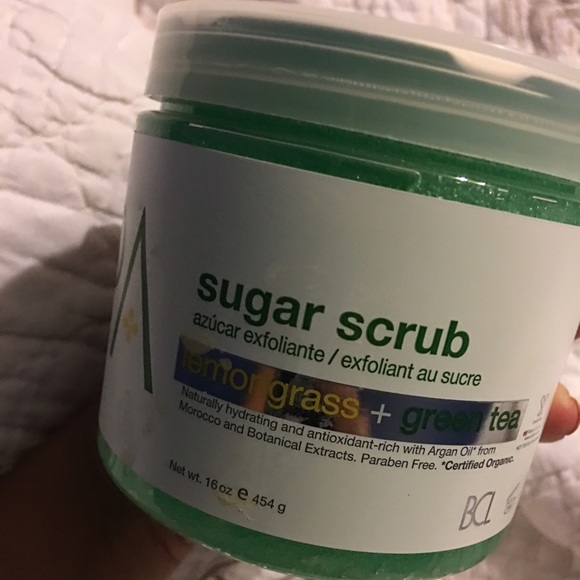 sugar scrub
azúcar exfoliante / exfoliant au sucre
lemongrass + green tea
Naturally hydrating and antioxidant-rich with Argan Oil* from
Morocco and Botanical Extracts. Paraben Free. *Certified Organic.
Net wt. 16 oz e 454 g
BCL